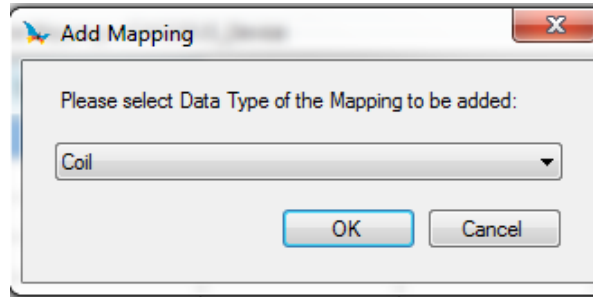 Add Mapping
Please select Data Type of the Mapping to be added:
Coil
OK Cancel